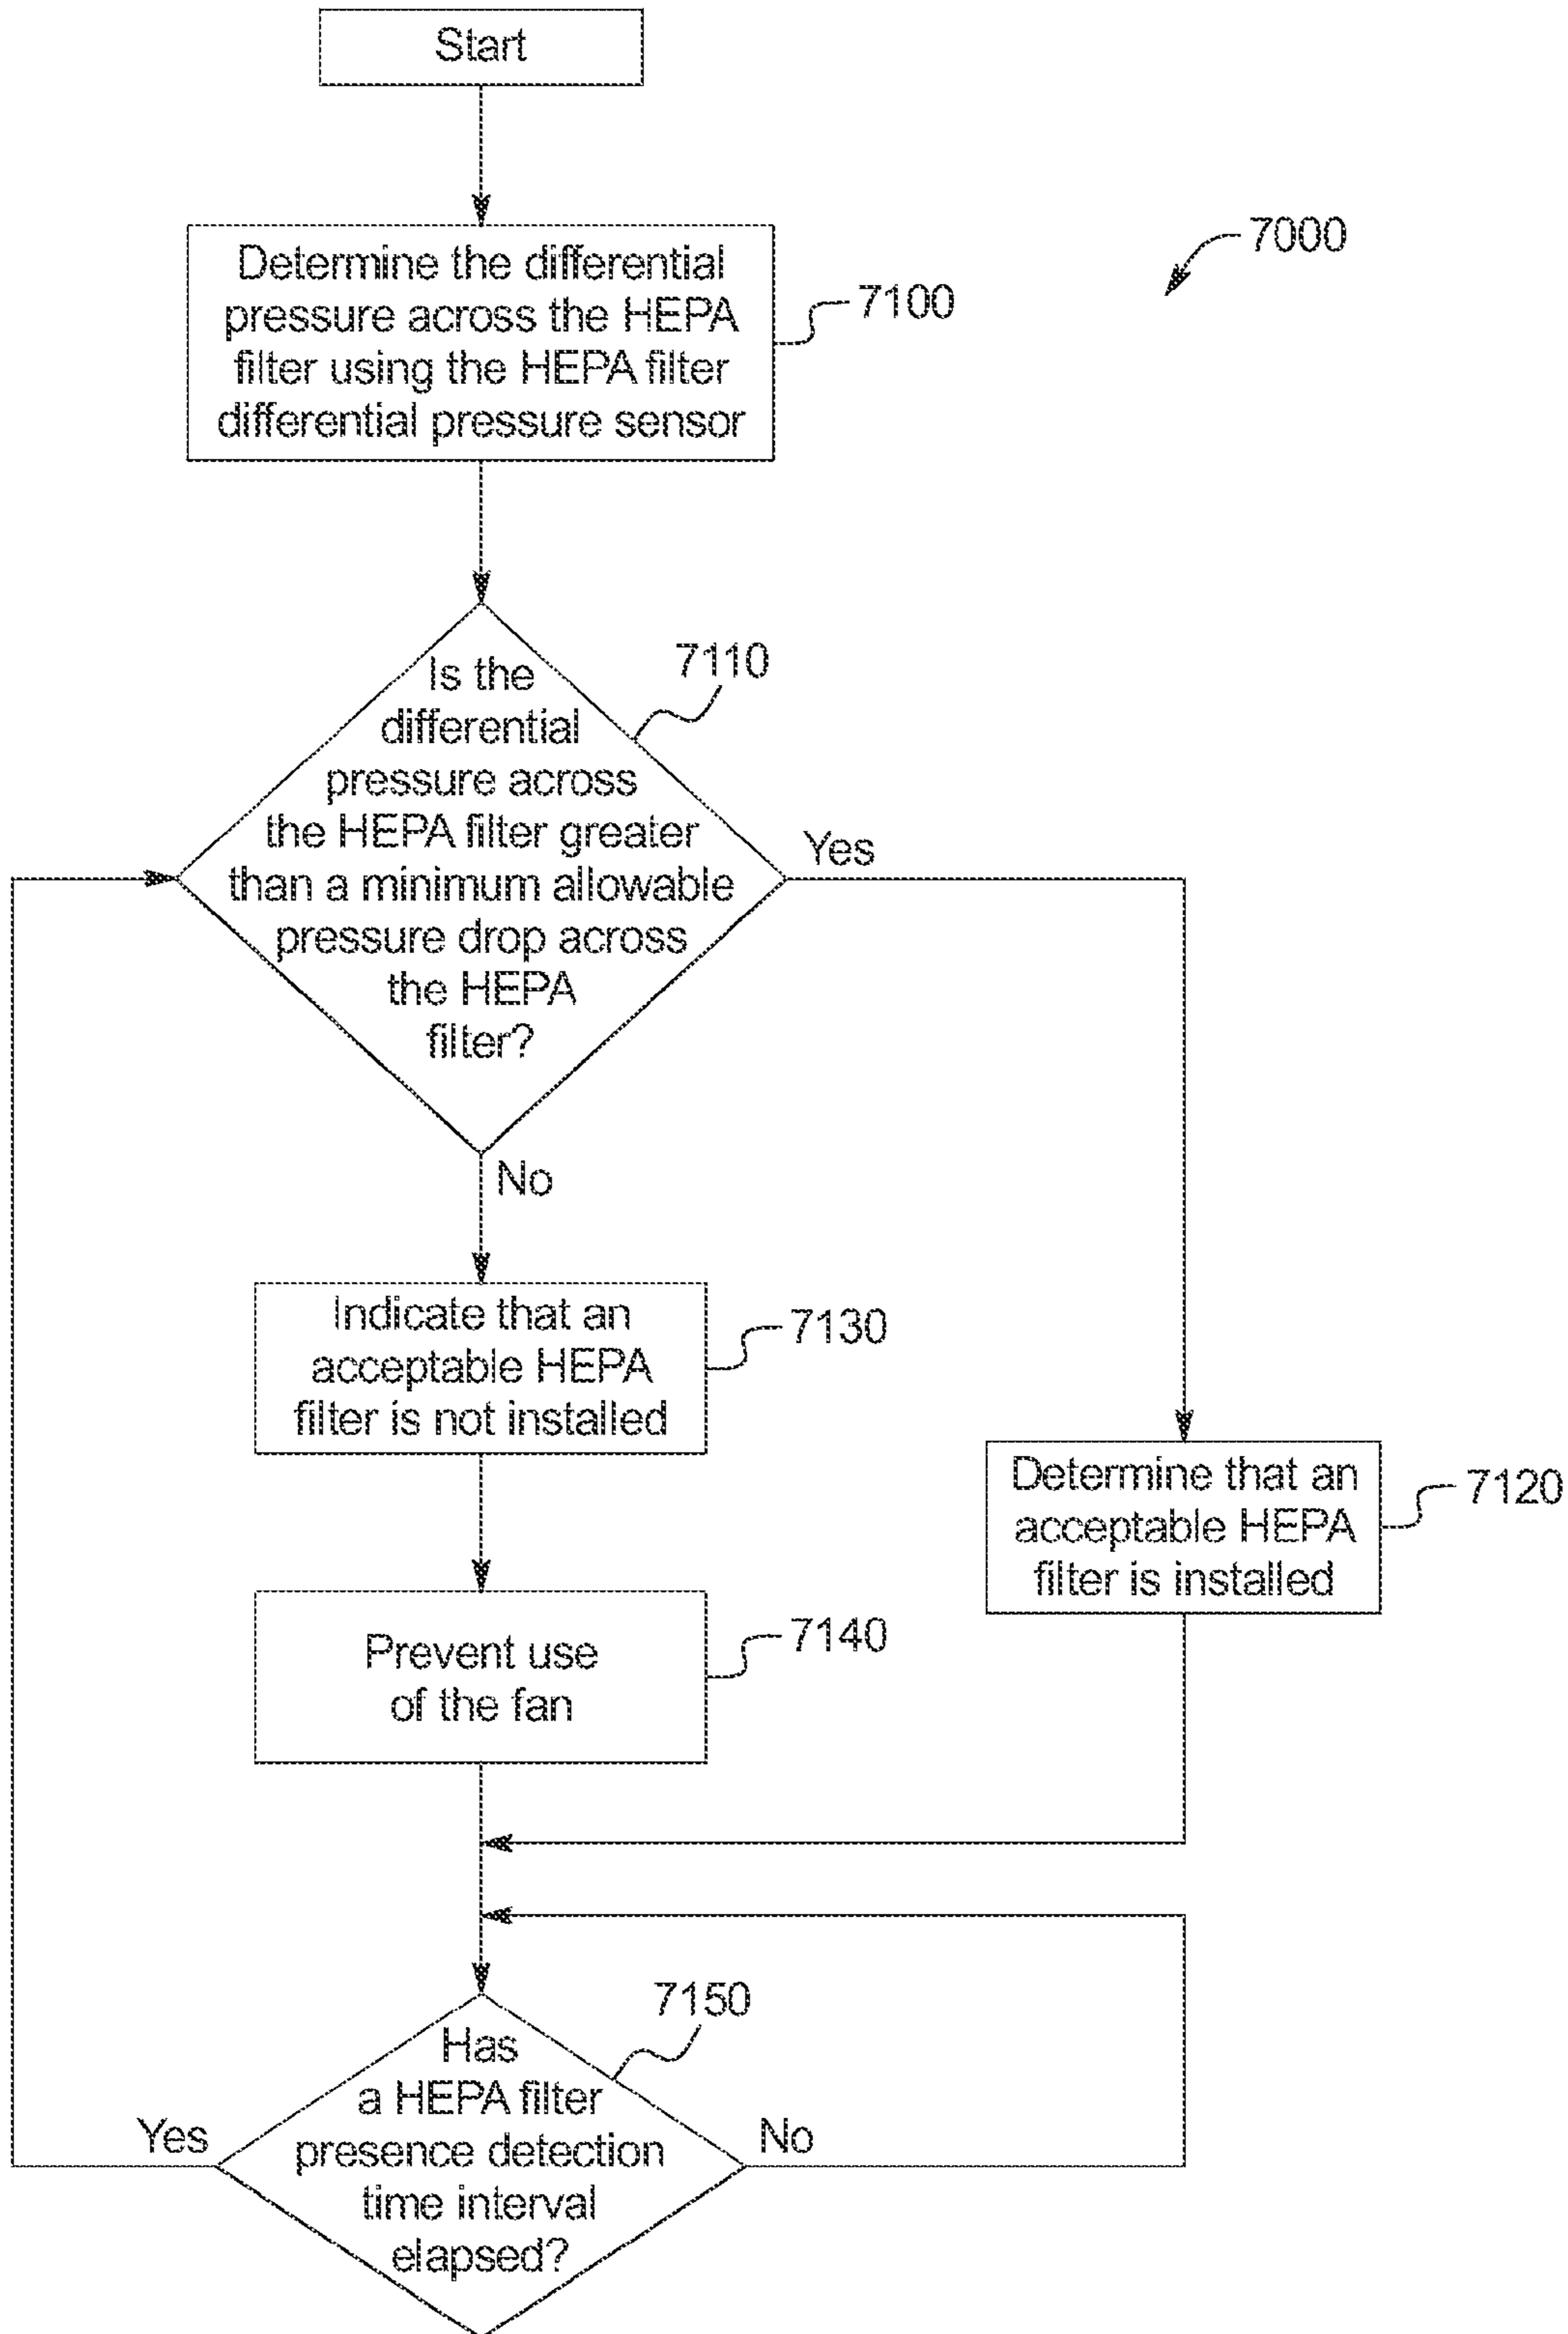 Start
7000
Determine the differential
pressure across the HEPA
filter using the HEPA filter
differential pressure sensor
7100
7110
Is the
differential
pressure across
the HEPA filter greater
than a minimum allowable
pressure drop across
the HEPA
filter?
Yes
No
Indicate that an
acceptable HEPA
filter is not installed
7130
Determine that an
acceptable HEPA
filter is installed
7120
Prevent use
of the fan
7140
7150
Has
a HEPA filter
presence detection
time interval
elapsed?
Yes
No